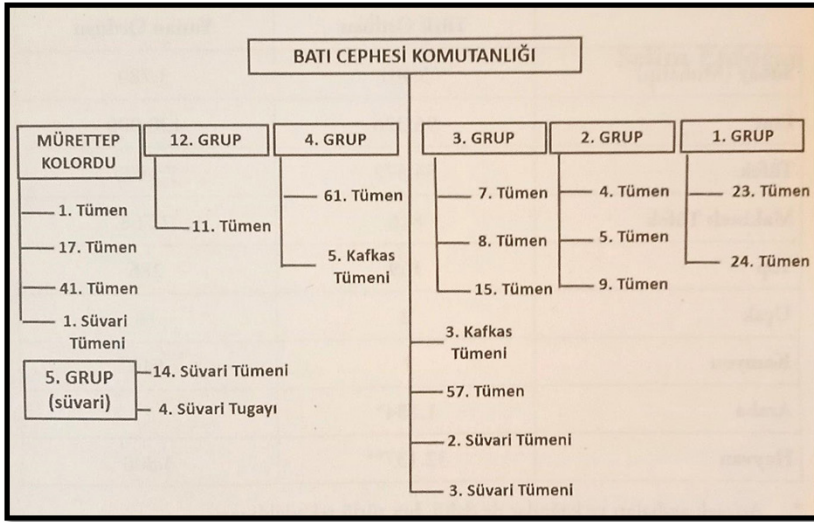 BATI CEPHESİ KOMUTANLIĞI
MÜRETTEP
KOLORDU
1. Tümen
17. Tümen
41. Tümen
1. Süvari
Tümeni
5. GRUP
(süvari)
14. Süvari Tümeni
4. Süvari Tugayı
12. GRUP
11. Tümen
4. GRUP
61. Tümen
5. Kafkas
Tümeni
3. GRUP
7. Tümen
8. Tümen
15. Tümen
2. GRUP
4. Tümen
5. Tümen
9. Tümen
1. GRUP
23. Tümen
24. Tümen
3. Kafkas
Tümeni
57. Tümen
2. Süvari Tümeni
3. Süvari Tümeni